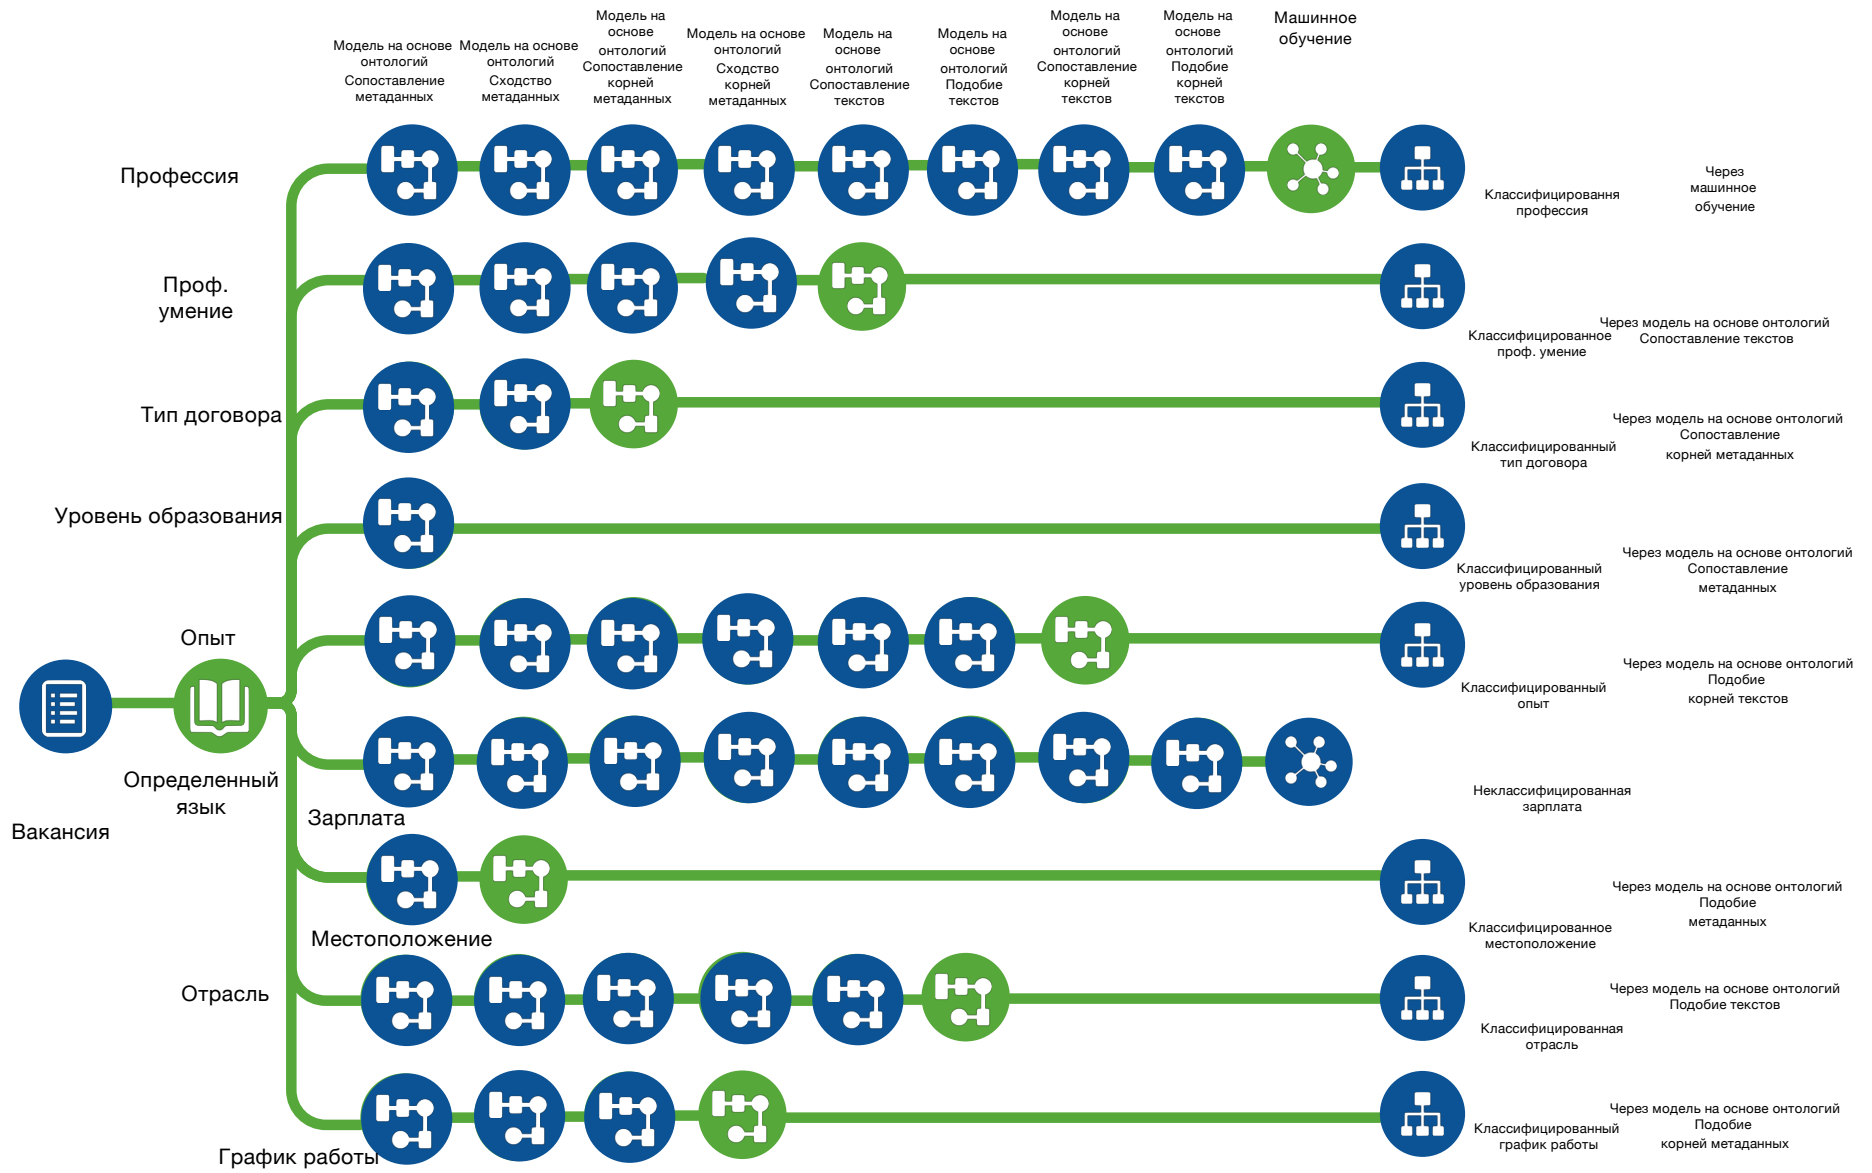 Модель на основе
онтологий
Сопоставление
метаданных
Модель на основе
онтологий
Сходство
метаданных
Модель на
основе
онтологий
Сопоставление
корней
метаданных
Модель на основе
онтологий
Сходство
корней
метаданных
Модель на
основе
онтологий
Сопоставление
текстов
Модель на
основе
онтологий
Подобие
текстов
Модель на
основе
онтологий
Сопоставление
корней
текстов
Модель на
основе
онтологий
Подобие
корней
текстов
Машинное
обучение
Профессия
Классифицировання
профессия
Через
машинное
обучение
Проф.
умение
Классифицированное
проф. умение
Через модель на основе онтологий
Сопоставление текстов
Тип договора
Классифицированный
тип договора
Через модель на основе онтологий
Сопоставление
корней метаданных
Уровень образования
Классифицированный
уровень образования
Через модель на основе онтологий
Сопоставление
метаданных
Опыт
Классифицированный
опыт
Через модель на основе онтологий
Подобие
корней текстов
Определенный
язык
Вакансия
Зарплата
Неклассифицированная
зарплата
Местоположение
Классифицированное
местоположение
Через модель на основе онтологий
Подобие
метаданных
Отрасль
Классифицированная
отрасль
Через модель на основе онтологий
Подобие текстов
График работы
Классифицированный
график работы
Через модель на основе онтологий
Подобие
корней метаданных